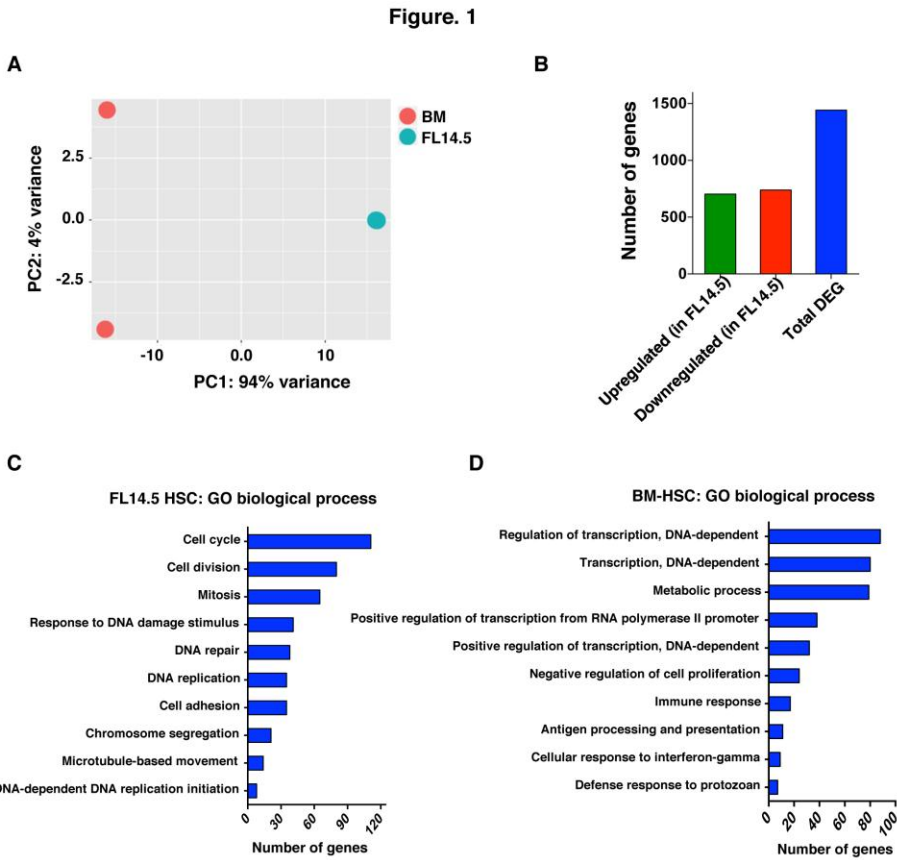 Figure. 1
A
BM
FL14.5
2.5
0.0
-2.5
PC2: 4% variance
-10 0.0 10
PC1: 94% variance
B
Number of genes
1500
1000
500
0
Upregulated (in FL14.5)
Downregulated (in FL14.5)
Total DEG
C
FL14.5 HSC: GO biological process
Cell cycle
Cell division
Mitosis
Response to DNA damage stimulus
DNA repair
DNA replication
Cell adhesion
Chromosome segregation
Microtubule-based movement
DNA-dependent DNA replication initiation
0 30 60 90 120
Number of genes
D
BM-HSC: GO biological process
Regulation of transcription, DNA-dependent
Transcription, DNA-dependent
Metabolic process
Positive regulation of transcription from RNA polymerase II promoter
Positive regulation of transcription, DNA-dependent
Negative regulation of cell proliferation
Immune response
Antigen processing and presentation
Cellular response to interferon-gamma
Defense response to protozoan
0 20 40 60 80 100
Number of genes